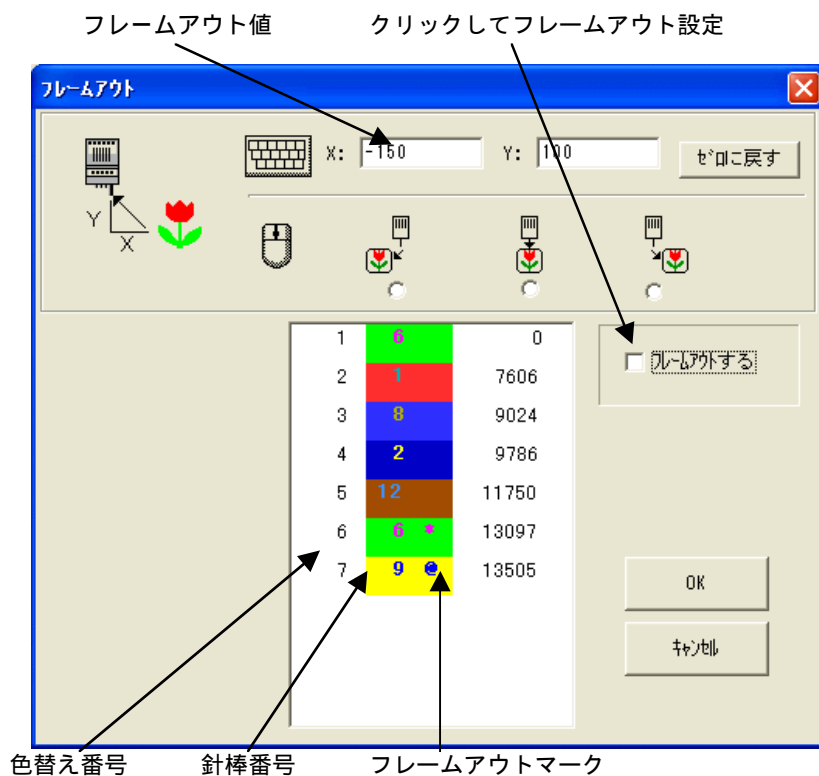 フレームアウト値 クリックしてフレームアウト設定
ﾌﾚｰﾑｱｳﾄ
X: -150 Y: 100 ｾﾞﾛに戻す
Y
X
1 6 0
2 1 7606
3 8 9024
4 2 9786
5 12 11750
6 6 * 13097
7 9 @ 13505
ﾌﾚｰﾑｱｳﾄする
OK
ｷｬﾝｾﾙ
色替え番号 針棒番号 フレームアウトマーク